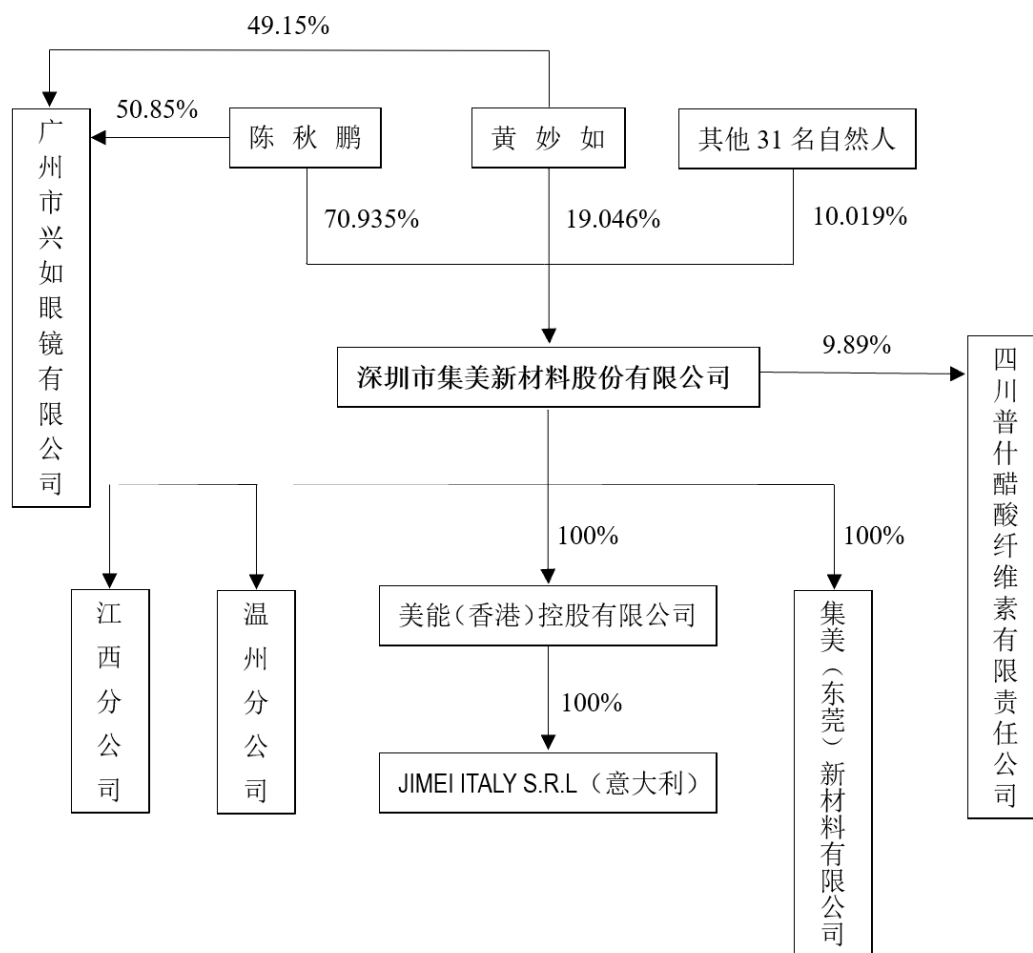 49.15%
50.85%
广州市兴如眼镜有限公司
陈秋鹏
黄妙如
其他31名自然人
70.935%
19.046%
10.019%
深圳市集美新材料股份有限公司
9.89%
四川普什醋酸纤维素有限责任公司
100%
100%
江西分公司
温州分公司
美能(香港)控股有限公司
集美(东莞)新材料有限公司
100%
JIMEI ITALY S.R.L(意大利)